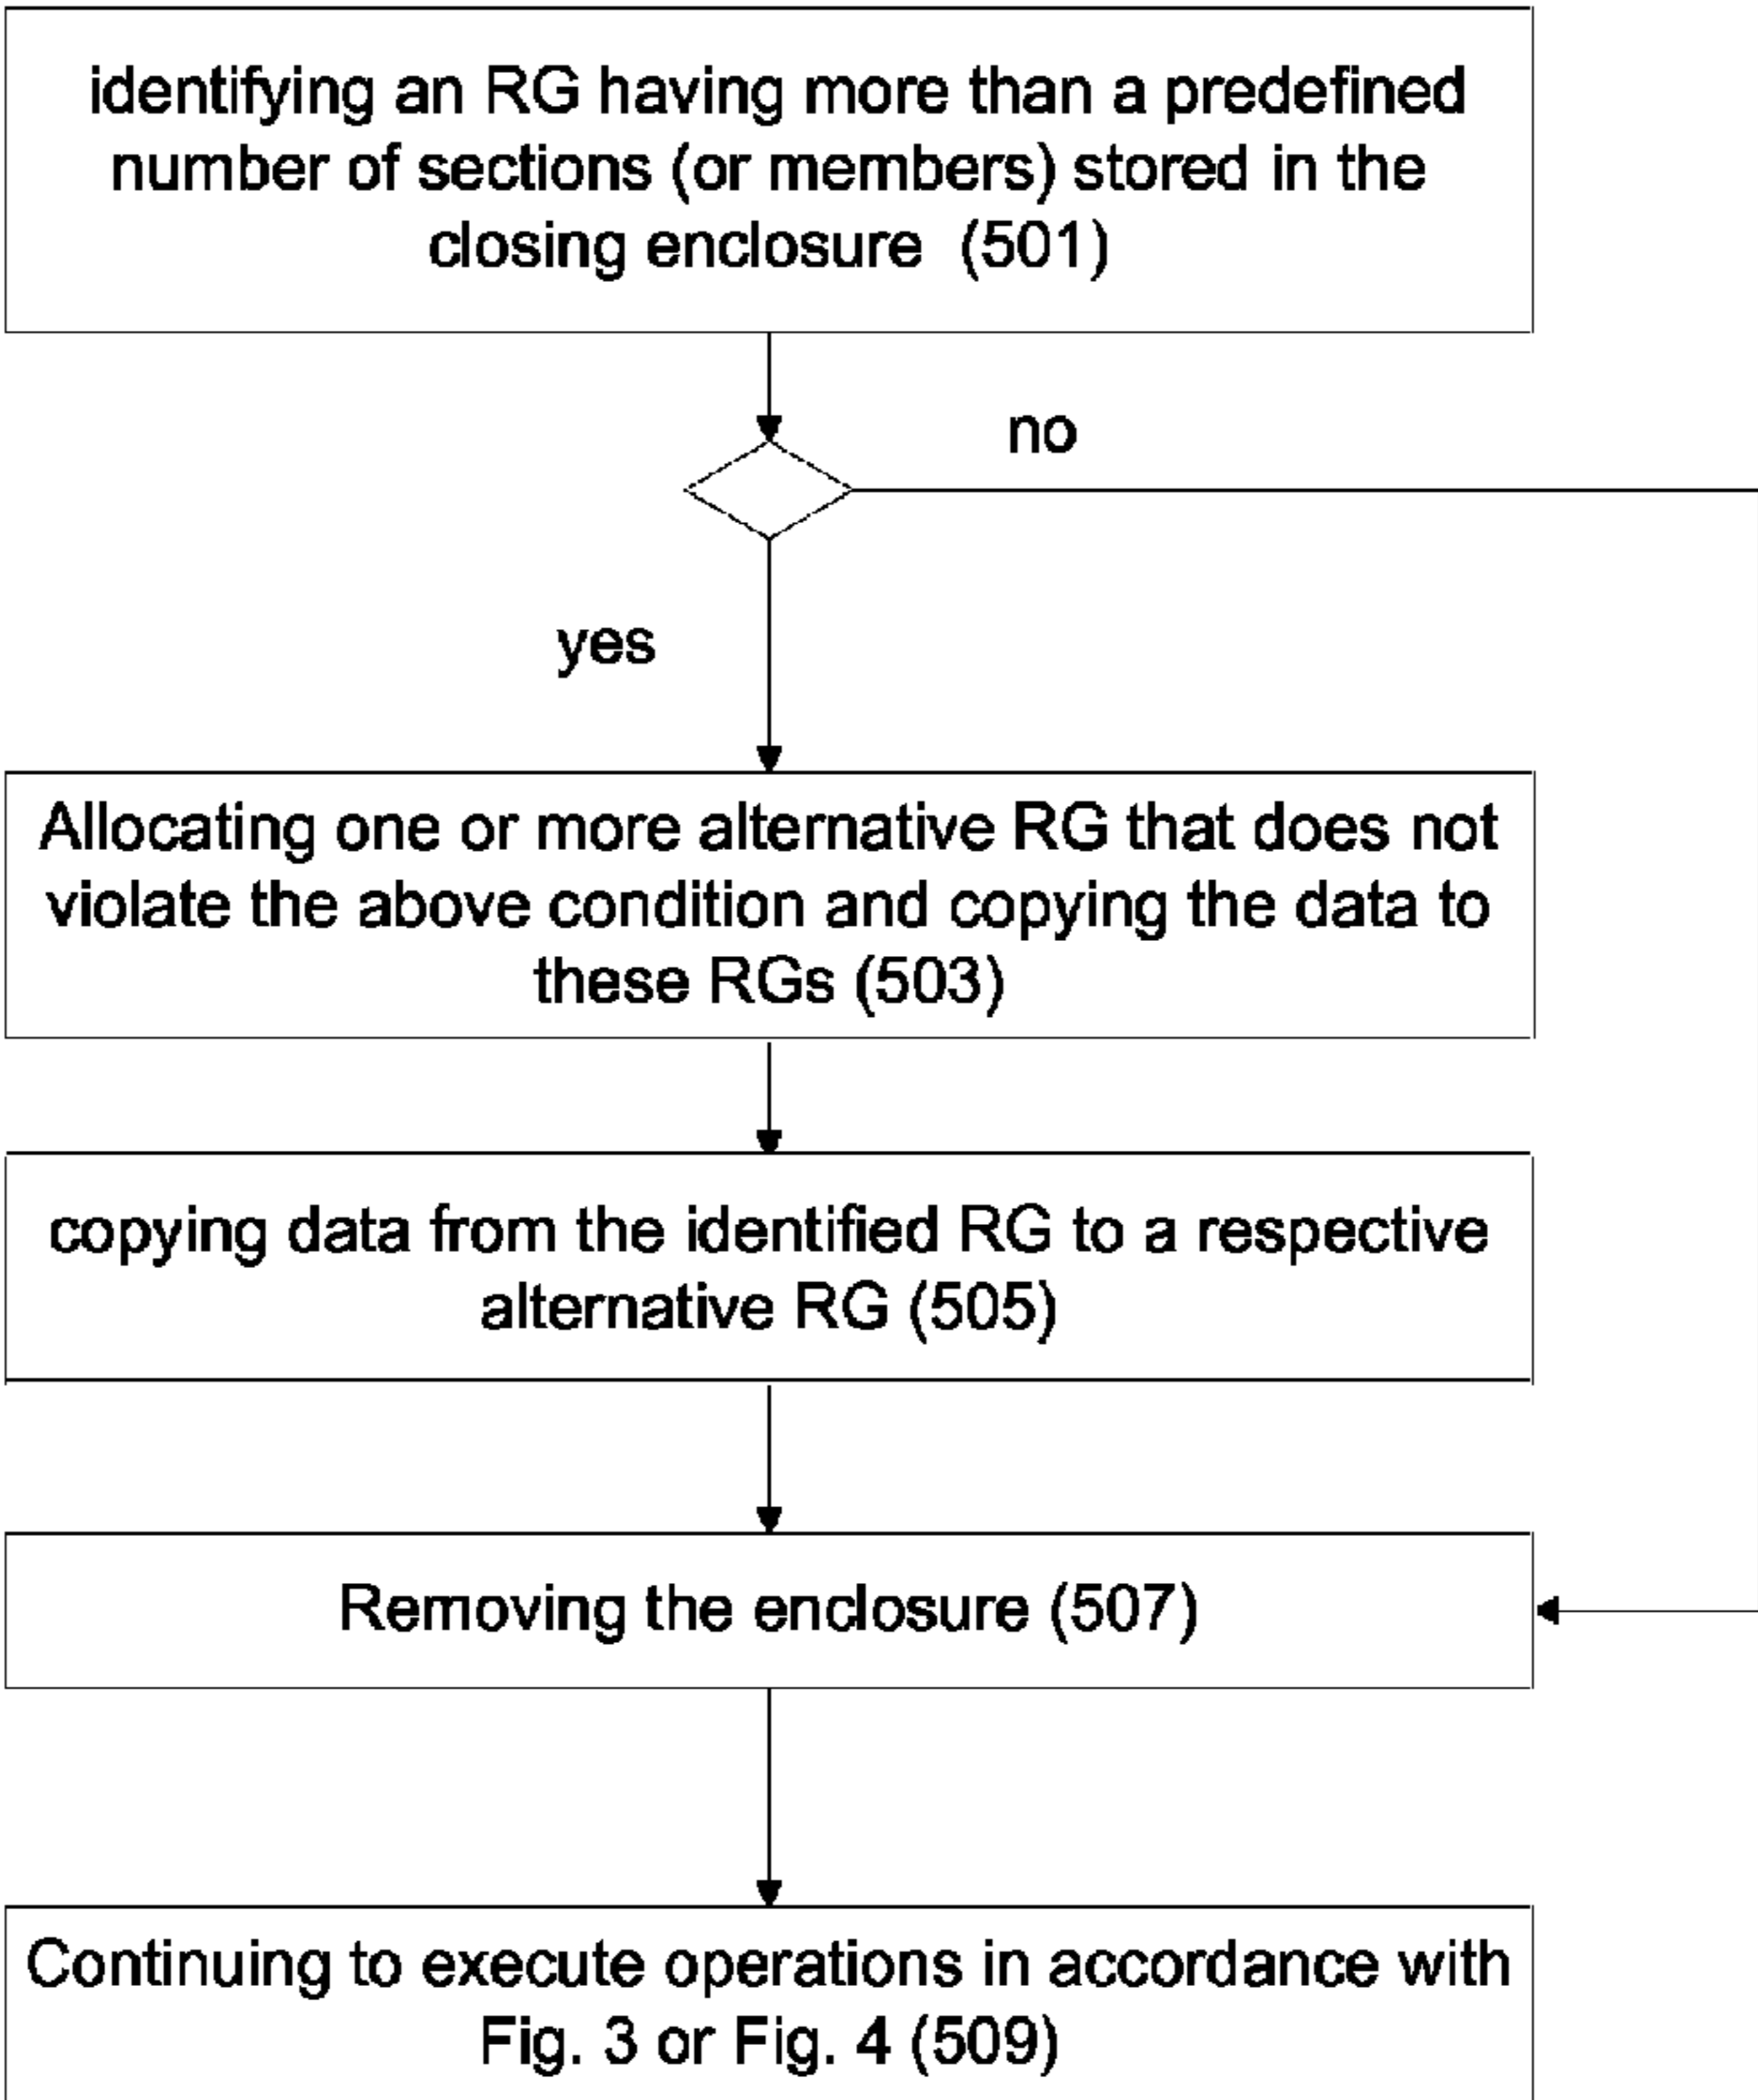 identifying an RG having more than a predefined
number of sections (or members) stored in the
closing enclosure (501)
no
yes
Allocating one or more alternative RG that does not
violate the above condition and copying the data to
these RGs (503)
copying data from the identified RG to a respective
alternative RG (505)
Removing the enclosure (507)
Continuing to execute operations in accordance with
Fig. 3 or Fig. 4 (509)